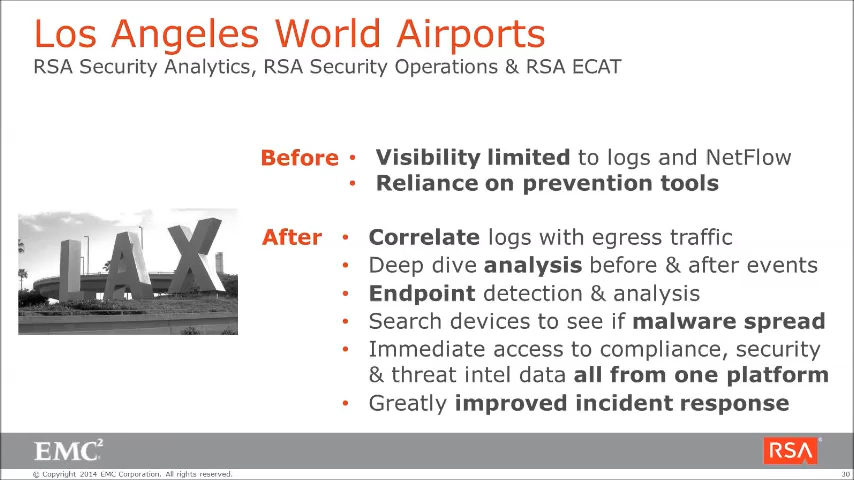 Los Angeles World Airports
RSA Security Analytics, RSA Security Operations & RSA ECAT
Before • Visibility limited to logs and NetFlow
• Reliance on prevention tools
LAX
After • Correlate logs with egress traffic
• Deep dive analysis before & after events
• Endpoint detection & analysis
• Search devices to see if malware spread
• Immediate access to compliance, security
& threat intel data all from one platform
• Greatly improved incident response
EMC²
RSA
© Copyright 2014 EMC Corporation. All rights reserved.
30